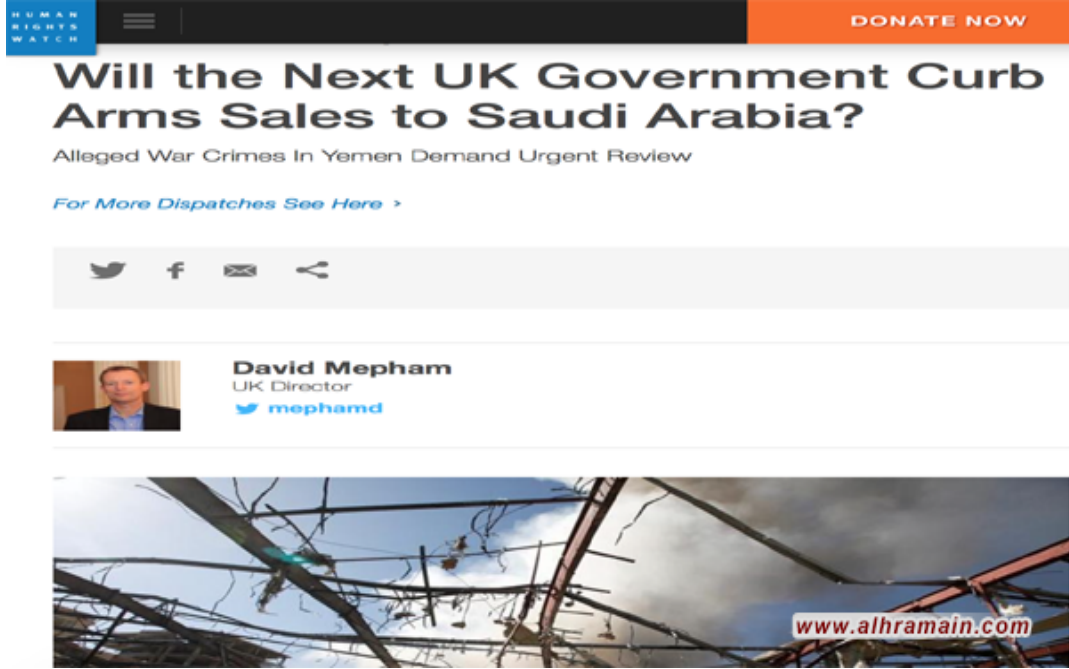 HUMAN
RIGHTS
WATCH
DONATE NOW
Will the Next UK Government Curb
Arms Sales to Saudi Arabia?
Alleged War Crimes In Yemen Demand Urgent Review
For More Dispatches See Here ›
David Mepham
UK Director
mephamd
www.alhramain.com